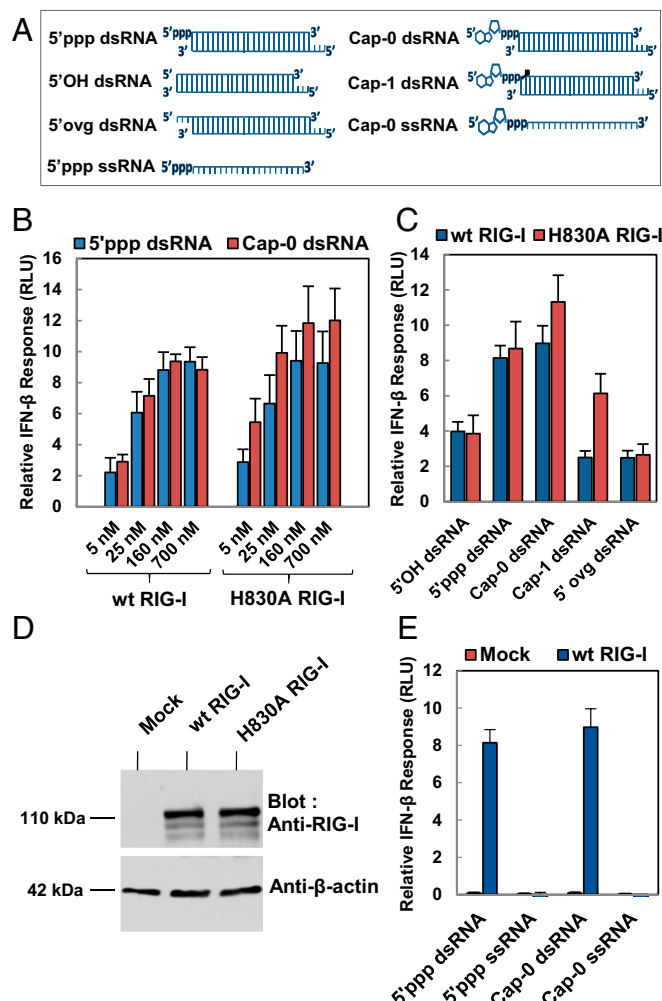 A
5'ppp dsRNA 3' 3' 5'
5'OH dsRNA 5' 3' 3' 5'
5'ovg dsRNA 5' 3' 3' 5'
5'ppp ssRNA 5'ppp 3'
Cap-0 dsRNA 5' ppp 3' 3' 5'
Cap-1 dsRNA 5' ppp 3' 3' 5'
Cap-0 ssRNA 5' ppp 3'
B
5'ppp dsRNA Cap-0 dsRNA
Relative IFN-β Response (RLU)
16
14
12
10
8
6
4
2
0
5 nM 25 nM 160 nM 700 nM 5 nM 25 nM 160 nM 700 nM
wt RIG-I H830A RIG-I
C
wt RIG-I H830A RIG-I
Relative IFN-β Response (RLU)
14
12
10
8
6
4
2
0
5'OH dsRNA 5'ppp dsRNA Cap-0 dsRNA Cap-1 dsRNA 5' ovg dsRNA
D
Mock wt RIG-I H830A RIG-I
110 kDa
Blot :
Anti-RIG-I
42 kDa Anti-β-actin
E
Mock wt RIG-I
Relative IFN-β Response (RLU)
12
10
8
6
4
2
0
5'ppp dsRNA 5'ppp ssRNA Cap-0 dsRNA Cap-0 ssRNA